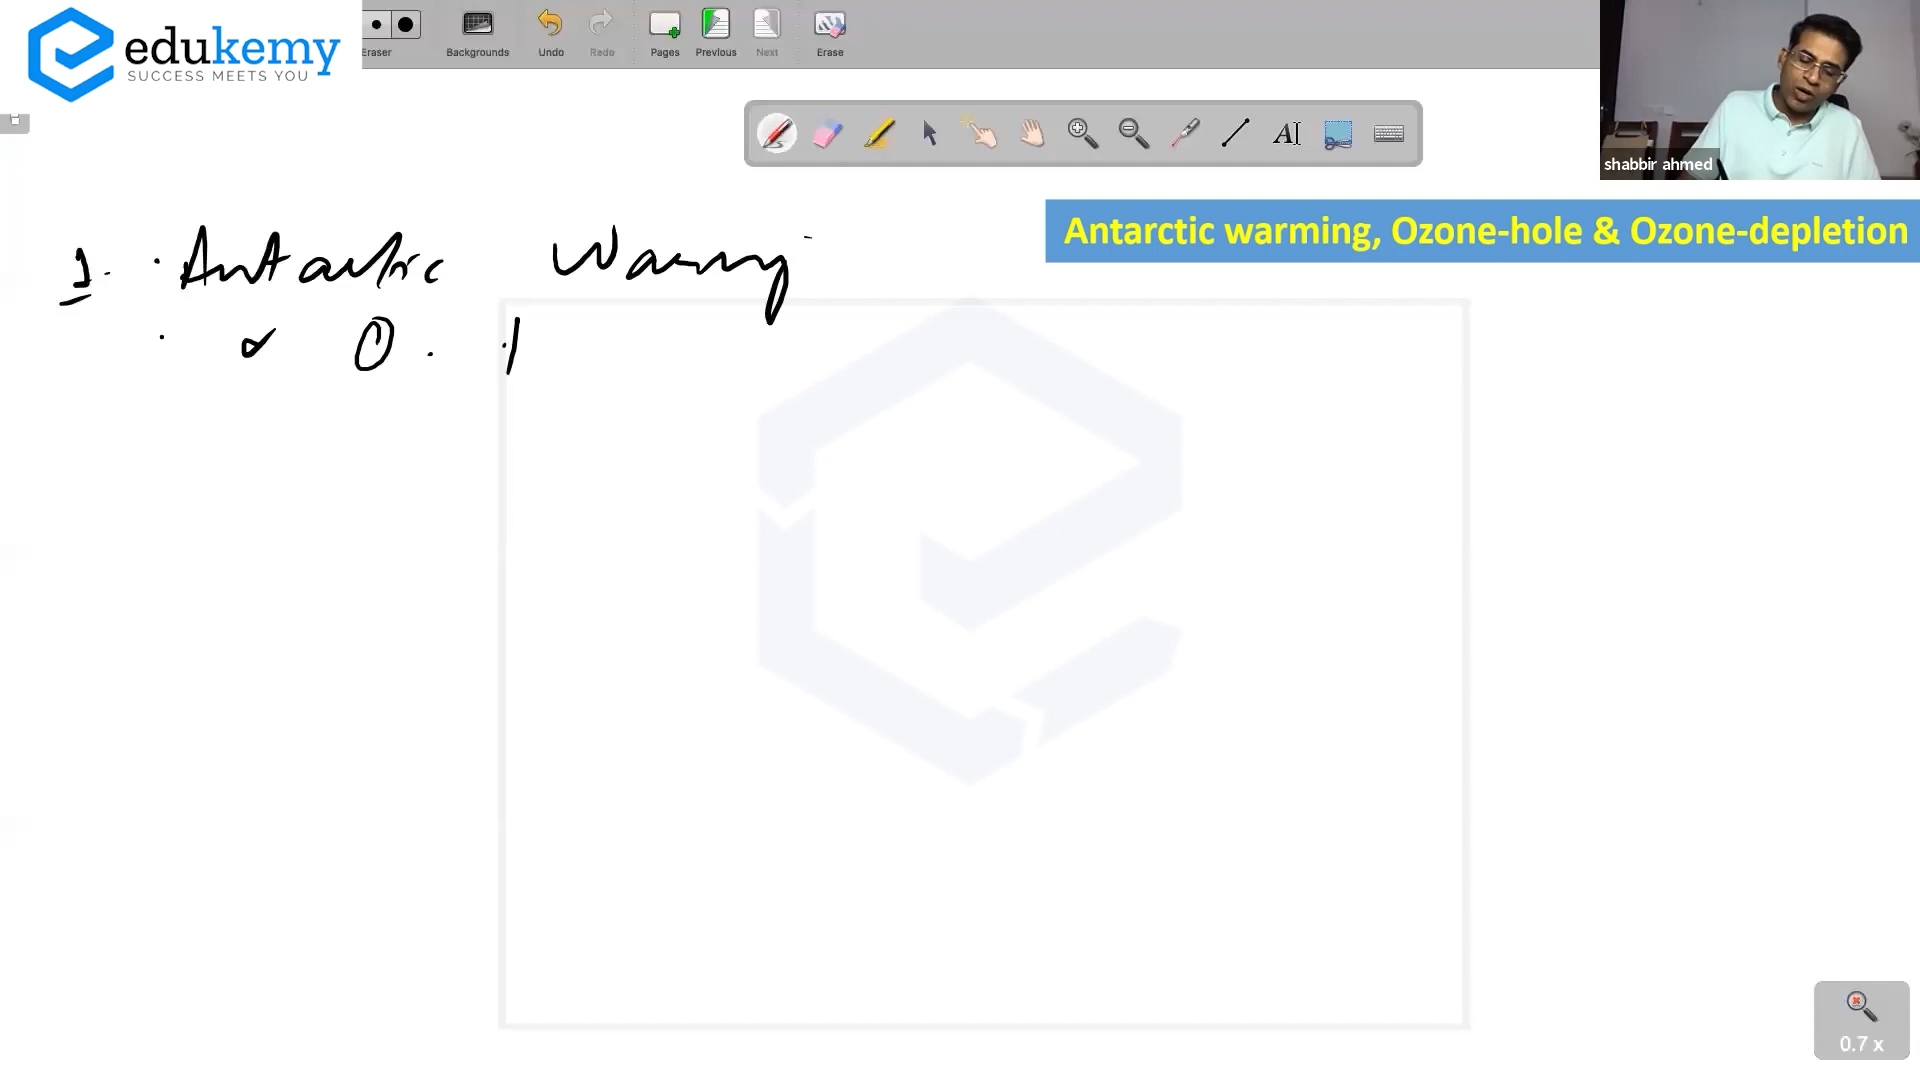 edukemy
SUCCESS MEETS YOU
Eraser
Backgrounds
Undo
Redo
Pages
Previous
Next
Erase
AI
shabbir ahmed
Antarctic warming, Ozone-hole & Ozone-depletion
1. Antarctic Warming
& O.
0.7 x